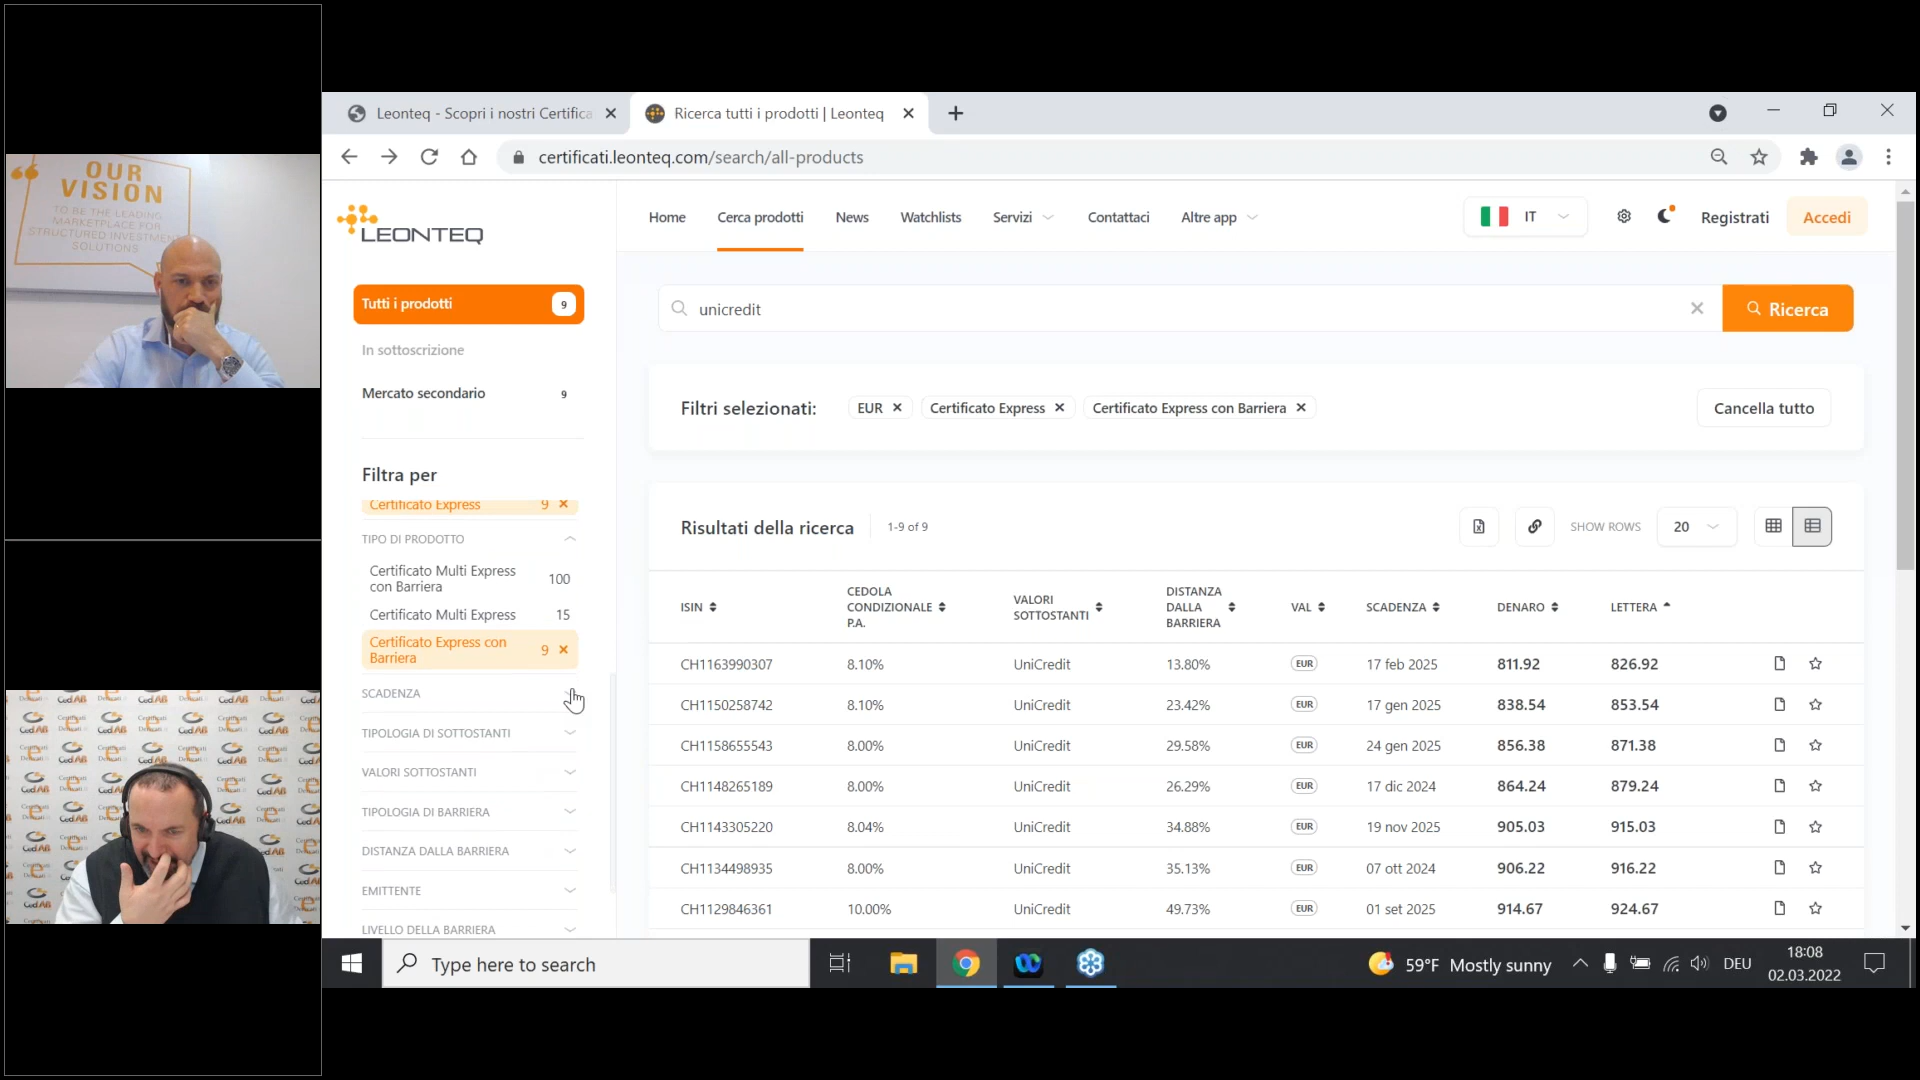 OUR
VISION
TO BE THE LEADING
MARKETPLACE FOR
STRUCTURED INVESTMENT
SOLUTIONS
Leonteq - Scopri i nostri Certifica
Ricerca tutti i prodotti | Leonteq
certificati.leonteq.com/search/all-products
LEONTEQ
Home
Cerca prodotti
News
Watchlists
Servizi
Contattaci
Altre app
IT
Registrati
Accedi
Tutti i prodotti 9
In sottoscrizione
Mercato secondario 9
Filtra per
Certificato Express 9
TIPO DI PRODOTTO
Certificato Multi Express
con Barriera 100
Certificato Multi Express 15
Certificato Express con
Barriera 9
SCADENZA
TIPOLOGIA DI SOTTOSTANTI
VALORI SOTTOSTANTI
TIPOLOGIA DI BARRIERA
DISTANZA DALLA BARRIERA
EMITTENTE
LIVELLO DELLA BARRIERA
unicredit
Ricerca
Filtri selezionati: EUR Certificato Express Certificato Express con Barriera Cancella tutto
Risultati della ricerca 1-9 of 9 SHOW ROWS 20
ISIN
CEDOLA
CONDIZIONALE
P.A.
VALORI
SOTTOSTANTI
DISTANZA
DALLA
BARRIERA
VAL
SCADENZA
DENARO
LETTERA
CH1163990307 8.10% UniCredit 13.80% EUR 17 feb 2025 811.92 826.92
CH1150258742 8.10% UniCredit 23.42% EUR 17 gen 2025 838.54 853.54
CH1158655543 8.00% UniCredit 29.58% EUR 24 gen 2025 856.38 871.38
CH1148265189 8.00% UniCredit 26.29% EUR 17 dic 2024 864.24 879.24
CH1143305220 8.04% UniCredit 34.88% EUR 19 nov 2025 905.03 915.03
CH1134498935 8.00% UniCredit 35.13% EUR 07 ott 2024 906.22 916.22
CH1129846361 10.00% UniCredit 49.73% EUR 01 set 2025 914.67 924.67
Type here to search
59°F Mostly sunny
DEU
18:08
02.03.2022